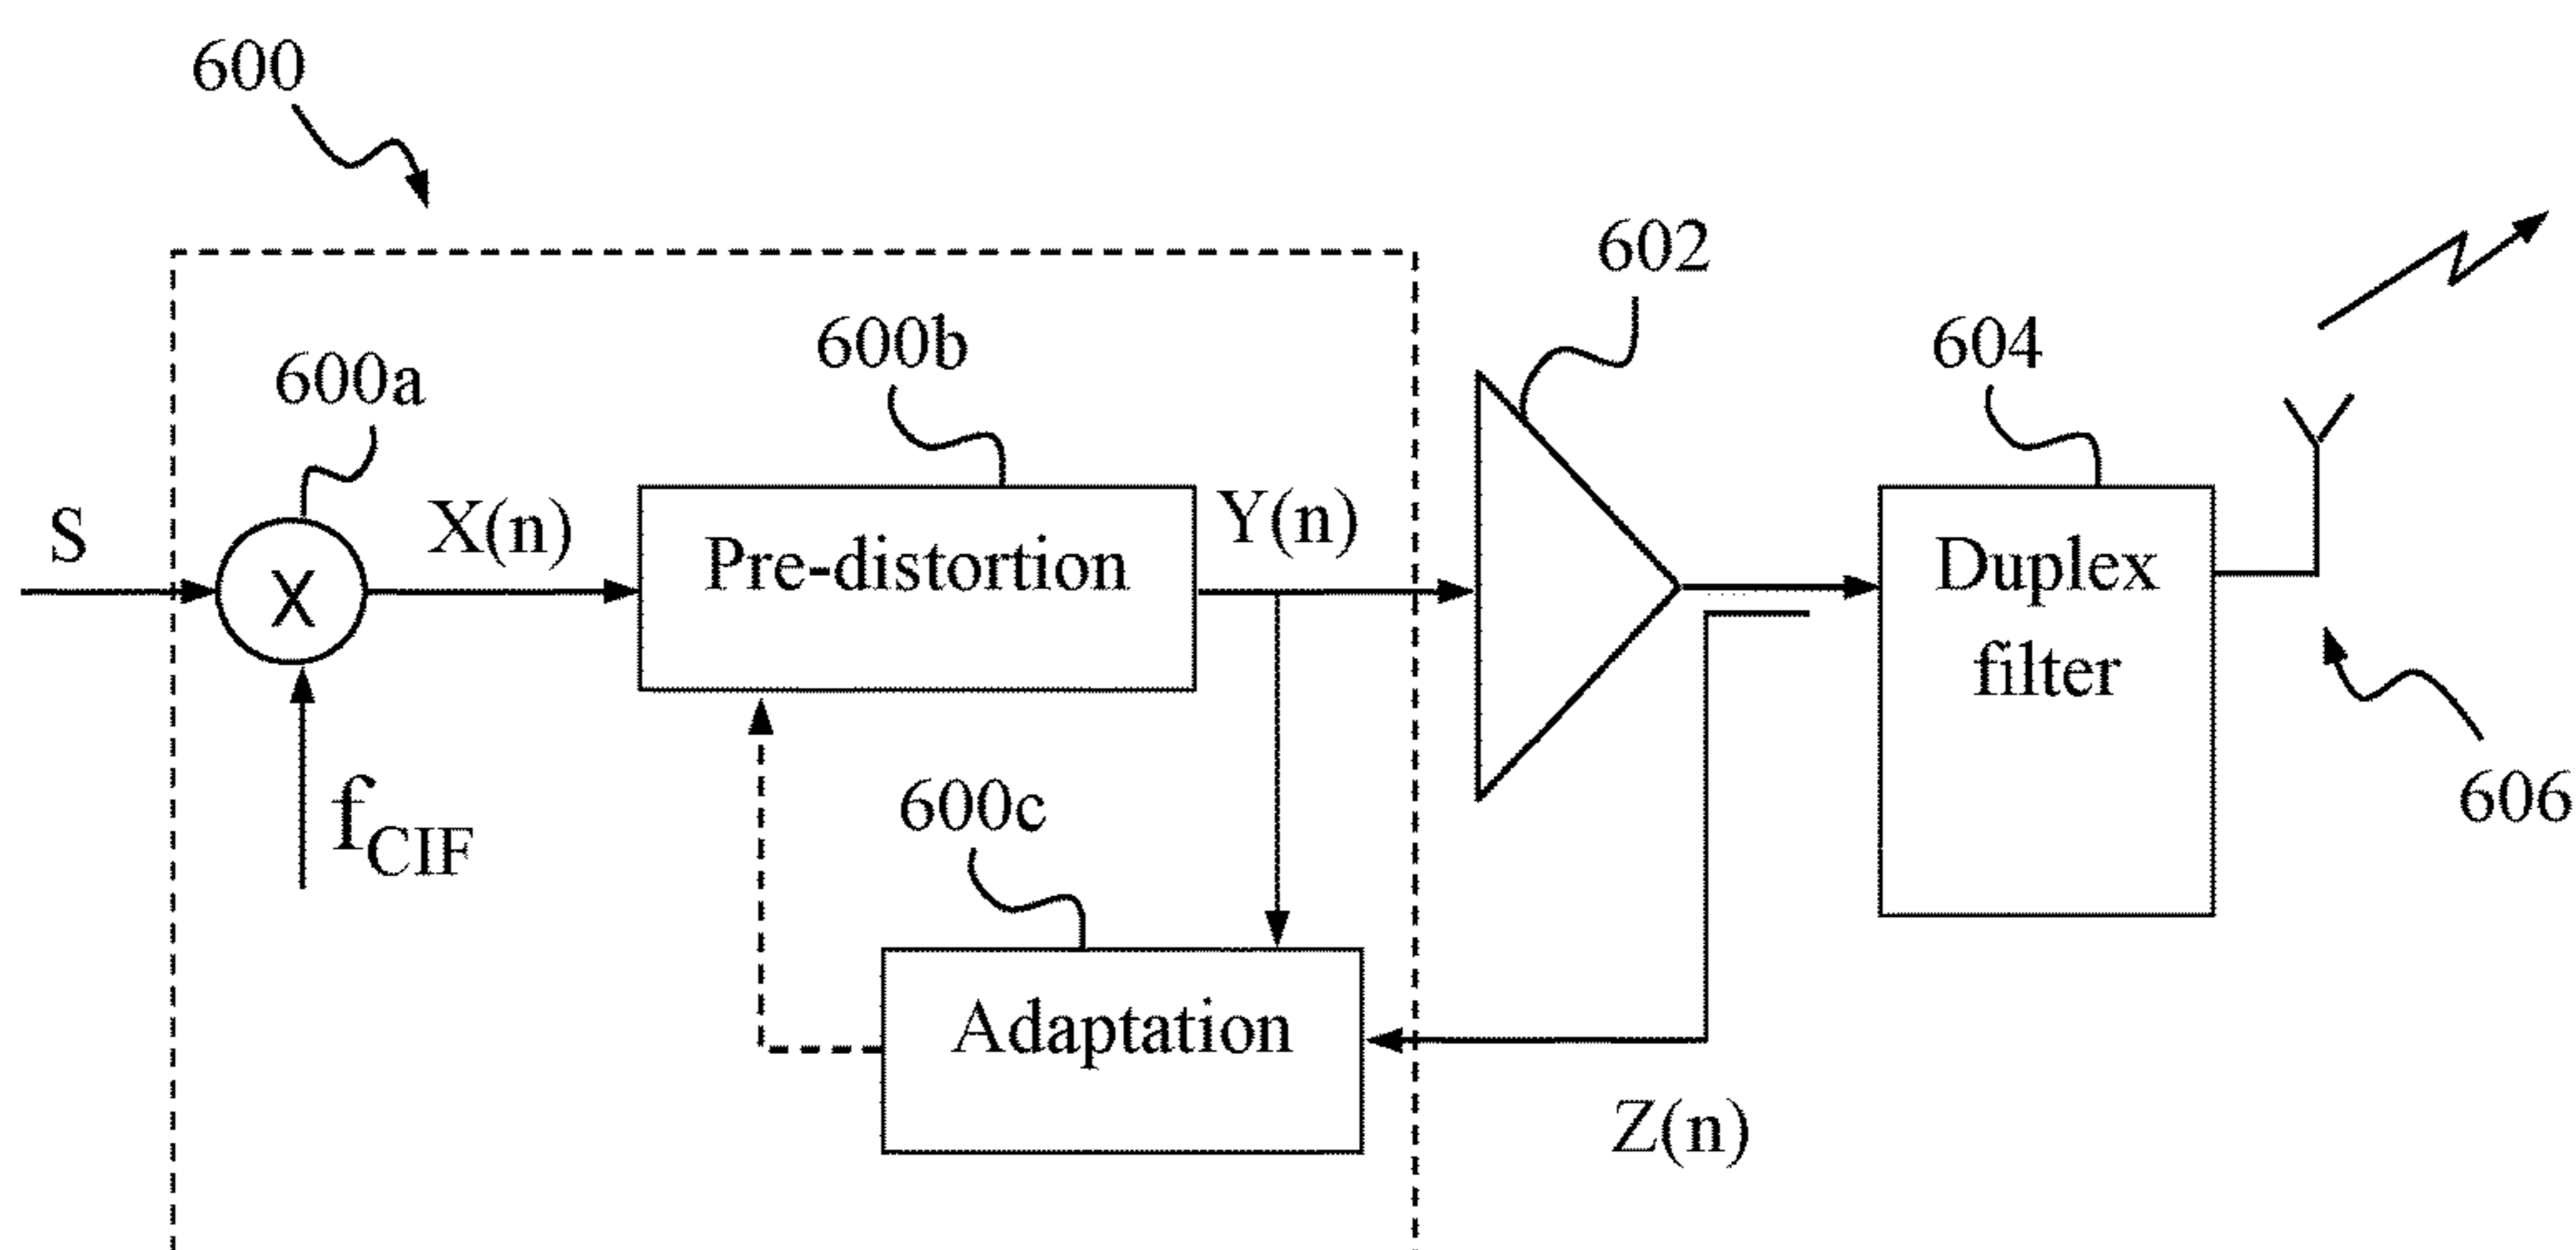 600
602
600b
604
600a
S
X
X(n)
Pre-distortion
Y(n)
Duplex
filter
f_CIF
600c
606
Adaptation
Z(n)